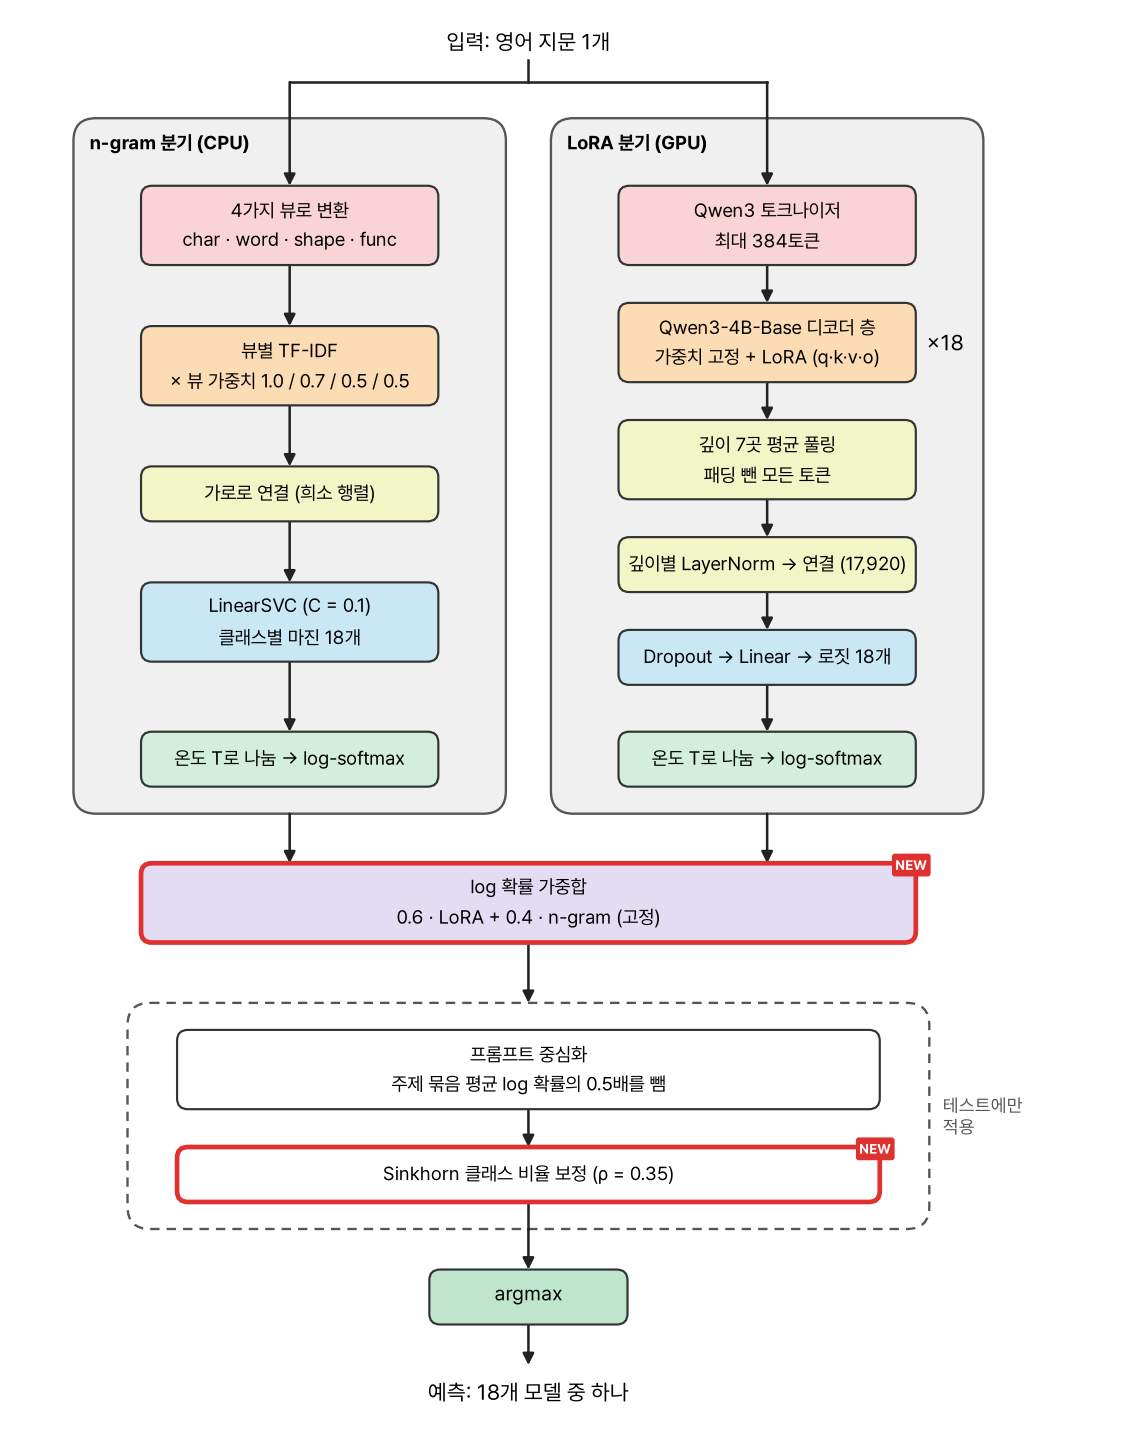 입력: 영어 지문 1개
n-gram 분기 (CPU)
4가지 뷰로 변환
char · word · shape · func
뷰별 TF-IDF
× 뷰 가중치 1.0 / 0.7 / 0.5 / 0.5
가로로 연결 (희소 행렬)
LinearSVC (C = 0.1)
클래스별 마진 18개
온도 T로 나눔 → log-softmax
LoRA 분기 (GPU)
Qwen3 토크나이저
최대 384토큰
Qwen3-4B-Base 디코더 층
가중치 고정 + LoRA (q·k·v·o)
×18
깊이 7곳 평균 풀링
패딩 뺀 모든 토큰
깊이별 LayerNorm → 연결 (17,920)
Dropout → Linear → 로짓 18개
온도 T로 나눔 → log-softmax
NEW
log 확률 가중합
0.6 · LoRA + 0.4 · n-gram (고정)
프롬프트 중심화
주제 묶음 평균 log 확률의 0.5배를 뺌
테스트에만
적용
NEW
Sinkhorn 클래스 비율 보정 (ρ = 0.35)
argmax
예측: 18개 모델 중 하나